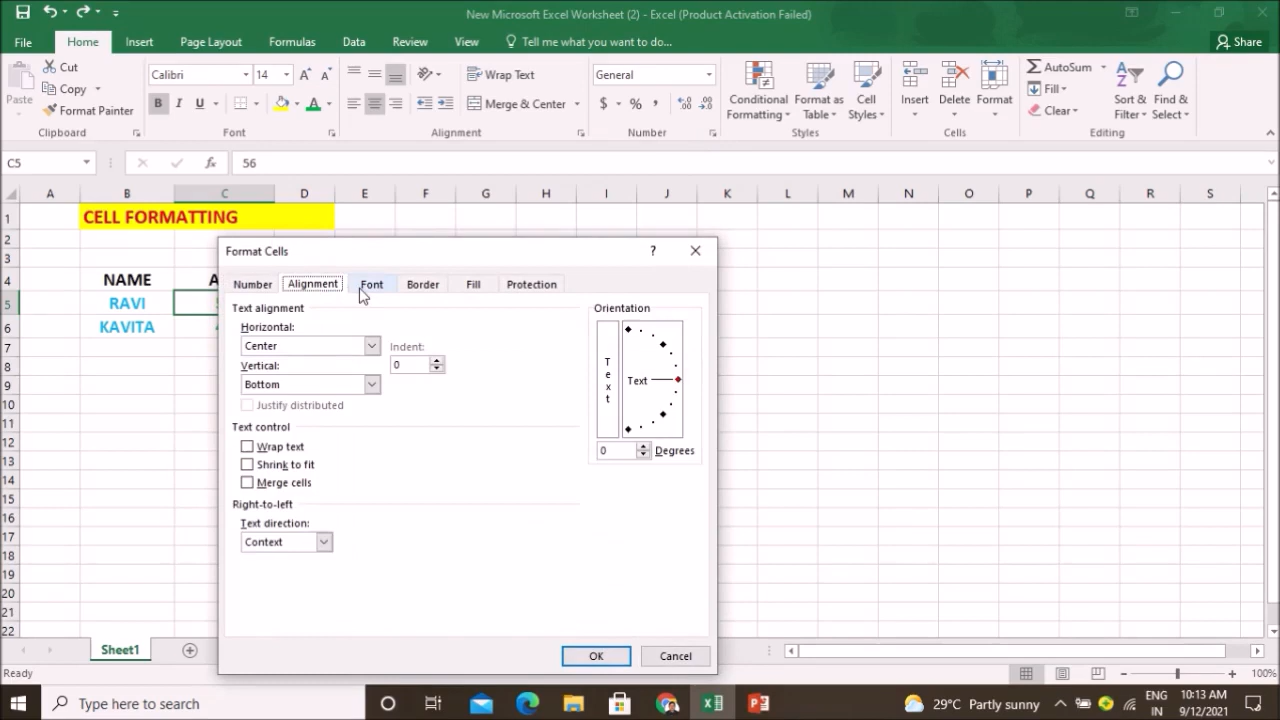 New Microsoft Excel Worksheet (2) - Excel (Product Activation Failed)
File Home Insert Page Layout Formulas Data Review View Tell me what you want to do... Share
Paste
Cut
Copy
Format Painter
Clipboard
Calibri 14
B I U
Font
Wrap Text
Merge & Center
Alignment
General
$ % ,
Number
Conditional Formatting
Format as Table
Cell Styles
Styles
Insert Delete Format
Cells
AutoSum
Fill
Clear
Sort & Filter
Find & Select
Editing
C5 fx 56
A B C D E F G H I J K L M N O P Q R S
1 CELL FORMATTING
2
3
4 NAME A
5 RAVI
6 KAVITA
7
8
9
10
11
12
13
14
15
16
17
18
19
20
21
22
Format Cells ?
Number Alignment Font Border Fill Protection
Text alignment
Horizontal:
Center
Indent:
0
Vertical:
Bottom
Justify distributed
Text control
Wrap text
Shrink to fit
Merge cells
Right-to-left
Text direction:
Context
Orientation
Text
Text
0 Degrees
OK Cancel
Sheet1
Ready 100%
Type here to search
29°C Partly sunny
ENG
IN
10:13 AM
9/12/2021